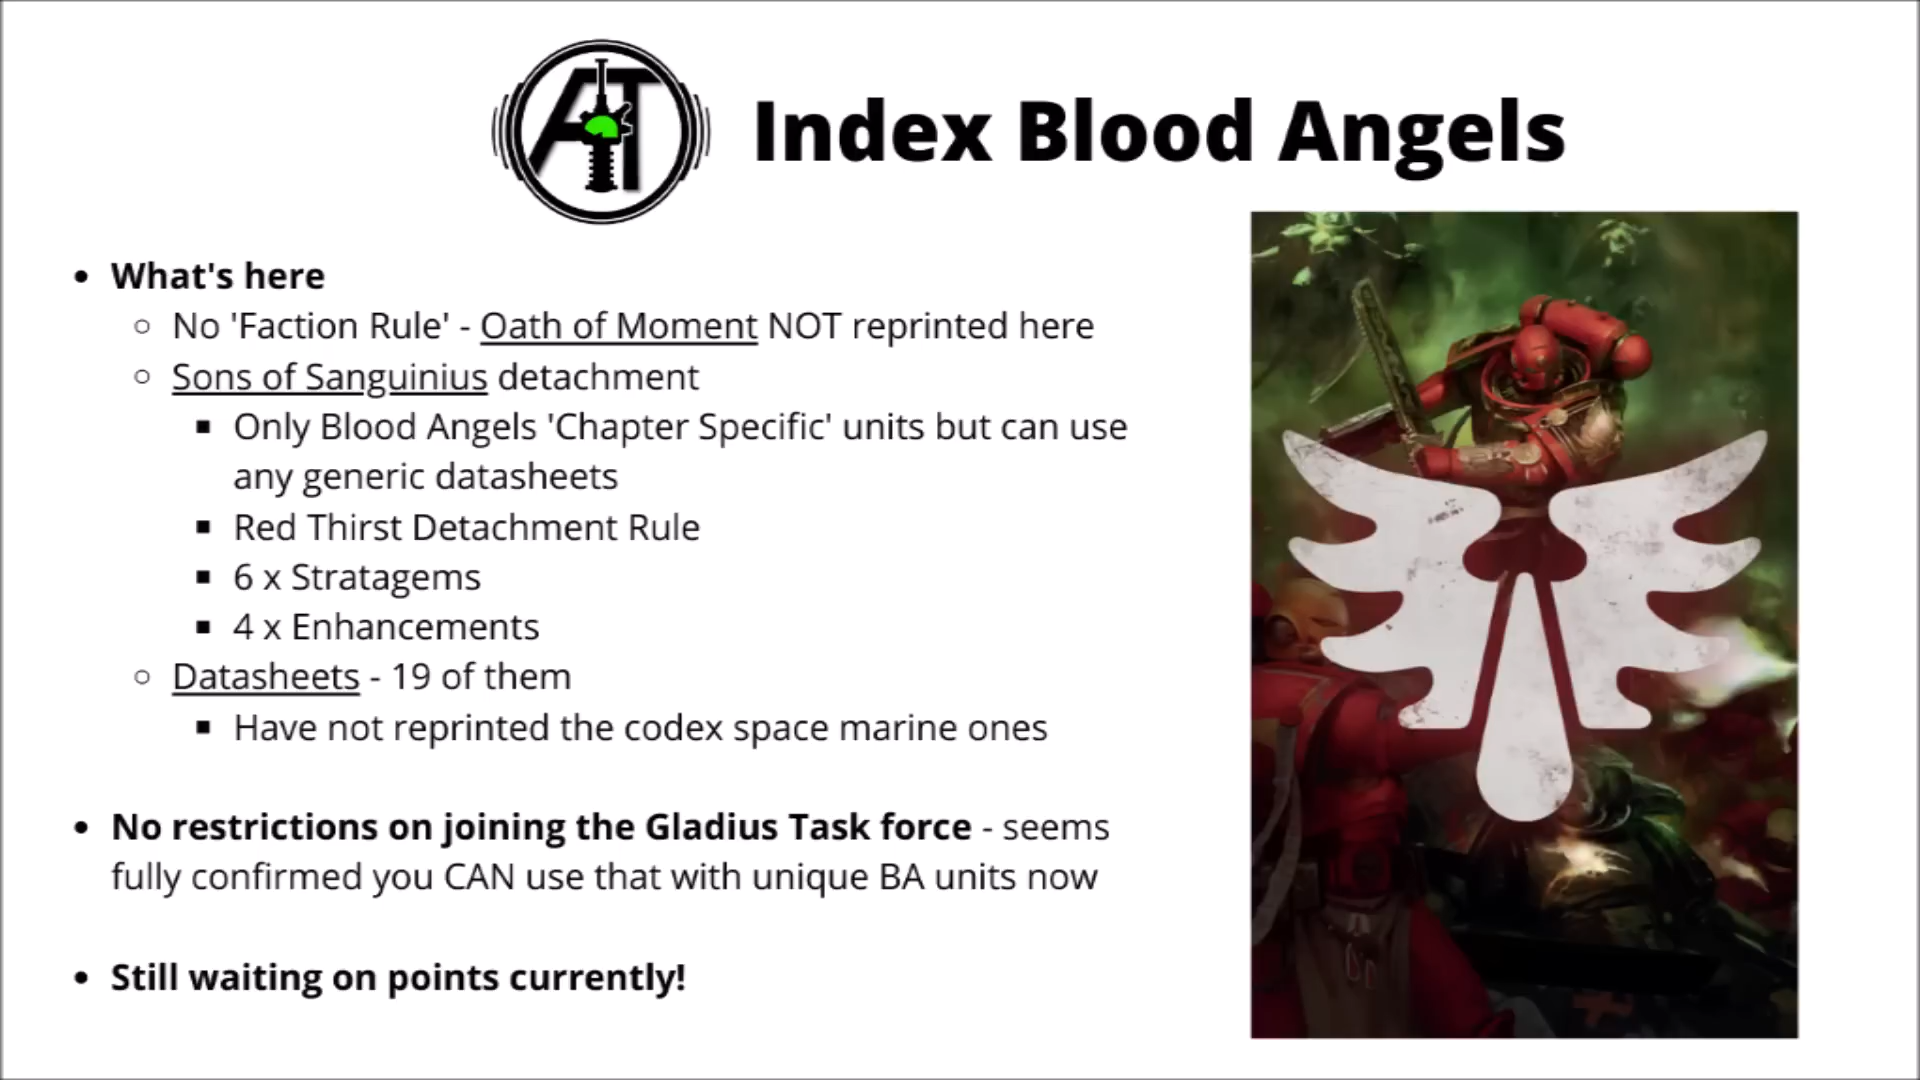 AT
Index Blood Angels
• What's here
○ No 'Faction Rule' - Oath of Moment NOT reprinted here
○ Sons of Sanguinius detachment
▪ Only Blood Angels 'Chapter Specific' units but can use
any generic datasheets
▪ Red Thirst Detachment Rule
▪ 6 x Stratagems
▪ 4 x Enhancements
○ Datasheets - 19 of them
▪ Have not reprinted the codex space marine ones
• No restrictions on joining the Gladius Task force - seems
fully confirmed you CAN use that with unique BA units now
• Still waiting on points currently!